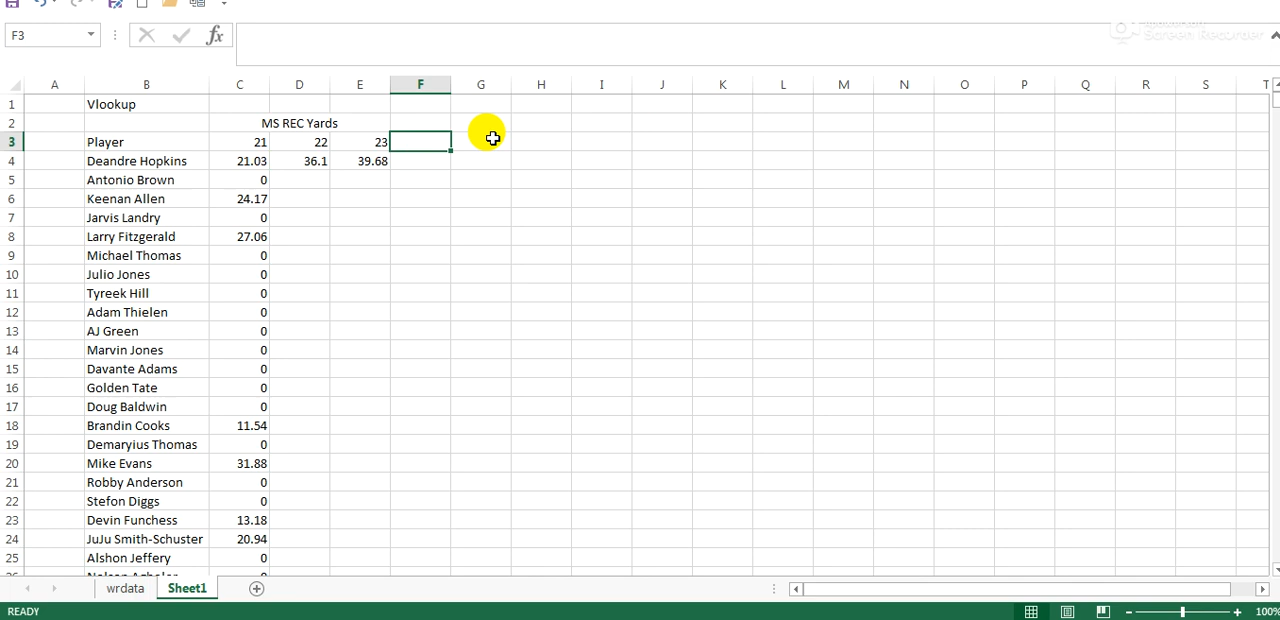 F3
fx
Screen Recorder
A B C D E F G H I J K L M N O P Q R S T
1 Vlookup
2 MS REC Yards
3 Player 21 22 23
4 Deandre Hopkins 21.03 36.1 39.68
5 Antonio Brown 0
6 Keenan Allen 24.17
7 Jarvis Landry 0
8 Larry Fitzgerald 27.06
9 Michael Thomas 0
10 Julio Jones 0
11 Tyreek Hill 0
12 Adam Thielen 0
13 AJ Green 0
14 Marvin Jones 0
15 Davante Adams 0
16 Golden Tate 0
17 Doug Baldwin 0
18 Brandin Cooks 11.54
19 Demaryius Thomas 0
20 Mike Evans 31.88
21 Robby Anderson 0
22 Stefon Diggs 0
23 Devin Funchess 13.18
24 JuJu Smith-Schuster 20.94
25 Alshon Jeffery 0
wrdata Sheet1
READY 100%